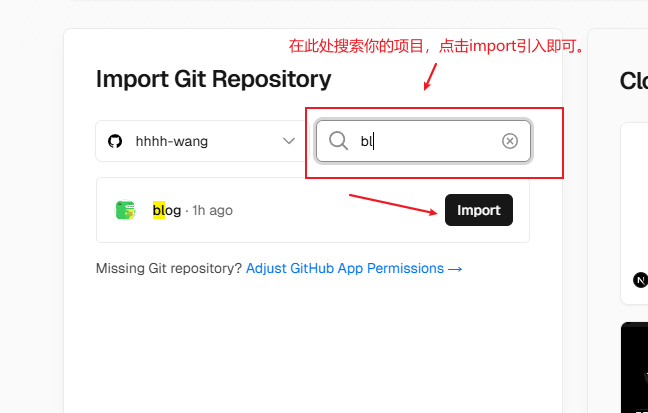 在此处搜索你的项目，点击import引入即可。
Import Git Repository
Clo
hhhh-wang
bl
blog · 1h ago
Import
Missing Git repository? Adjust GitHub App Permissions →